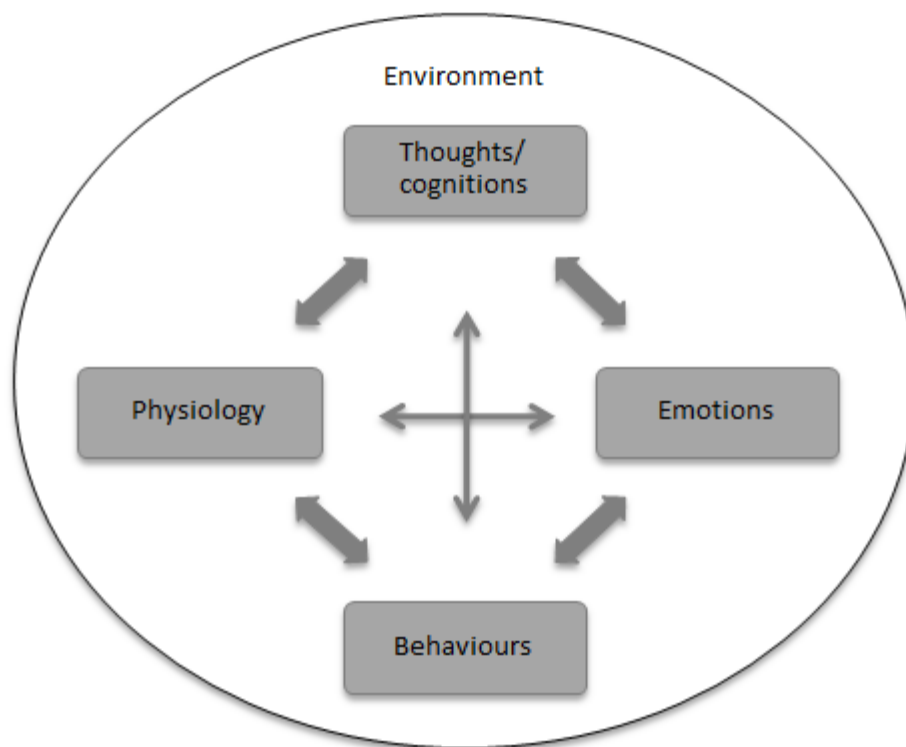 Environment
Thoughts/
cognitions
Physiology
Emotions
Behaviours